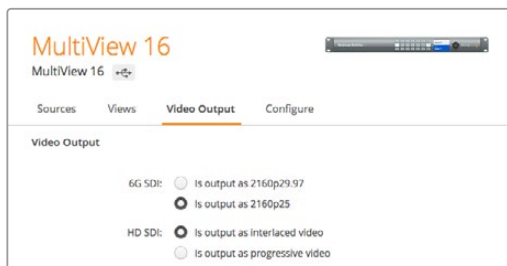 MultiView 16
MultiView 16
Sources Views Video Output Configure
Video Output
6G SDI: Is output as 2160p29.97
Is output as 2160p25
HD SDI: Is output as interlaced video
Is output as progressive video